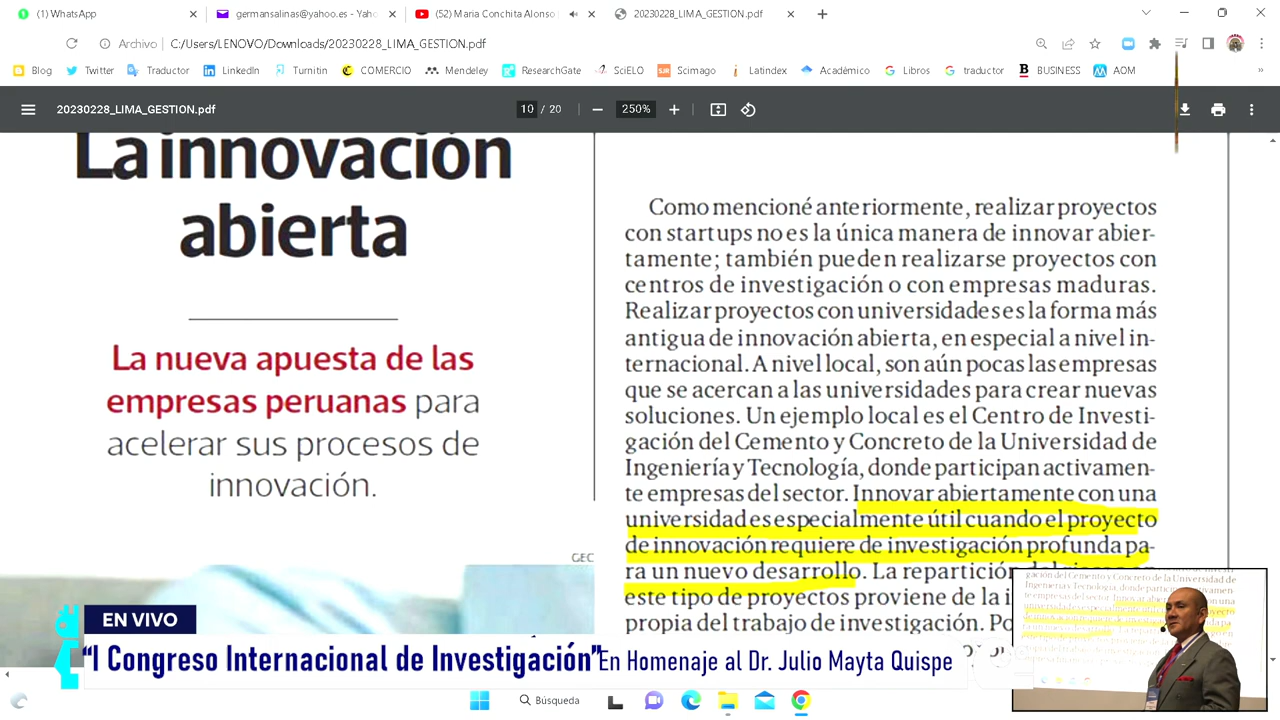 (1) WhatsApp
germansalinas@yahoo.es - Yaho
(52) Maria Conchita Alonso
20230228_LIMA_GESTION.pdf
Archivo
C:/Users/LENOVO/Downloads/20230228_LIMA_GESTION.pdf
Blog
Twitter
Traductor
LinkedIn
Turnitin
COMERCIO
Mendeley
ResearchGate
SciELO
Scimago
Latindex
Académico
Libros
traductor
BUSINESS
AOM
20230228_LIMA_GESTION.pdf
10 / 20
250%
La innovación
abierta
La nueva apuesta de las
empresas peruanas para
acelerar sus procesos de
innovación.
GEC
Como mencioné anteriormente, realizar proyectos
con startups no es la única manera de innovar abier-
tamente; también pueden realizarse proyectos con
centros de investigación o con empresas maduras.
Realizar proyectos con universidades es la forma más
antigua de innovación abierta, en especial a nivel in-
ternacional. A nivel local, son aún pocas las empresas
que se acercan a las universidades para crear nuevas
soluciones. Un ejemplo local es el Centro de Investi-
gación del Cemento y Concreto de la Universidad de
Ingeniería y Tecnología, donde participan activamen-
te empresas del sector. Innovar abiertamente con una
universidad es especialmente útil cuando el proyecto
de innovación requiere de investigación profunda pa-
ra un nuevo desarrollo. La repartición
este tipo de proyectos proviene de la
propia del trabajo de investigación.
EN VIVO
“I Congreso Internacional de Investigación” En Homenaje al Dr. Julio Mayta Quispe
Búsqueda